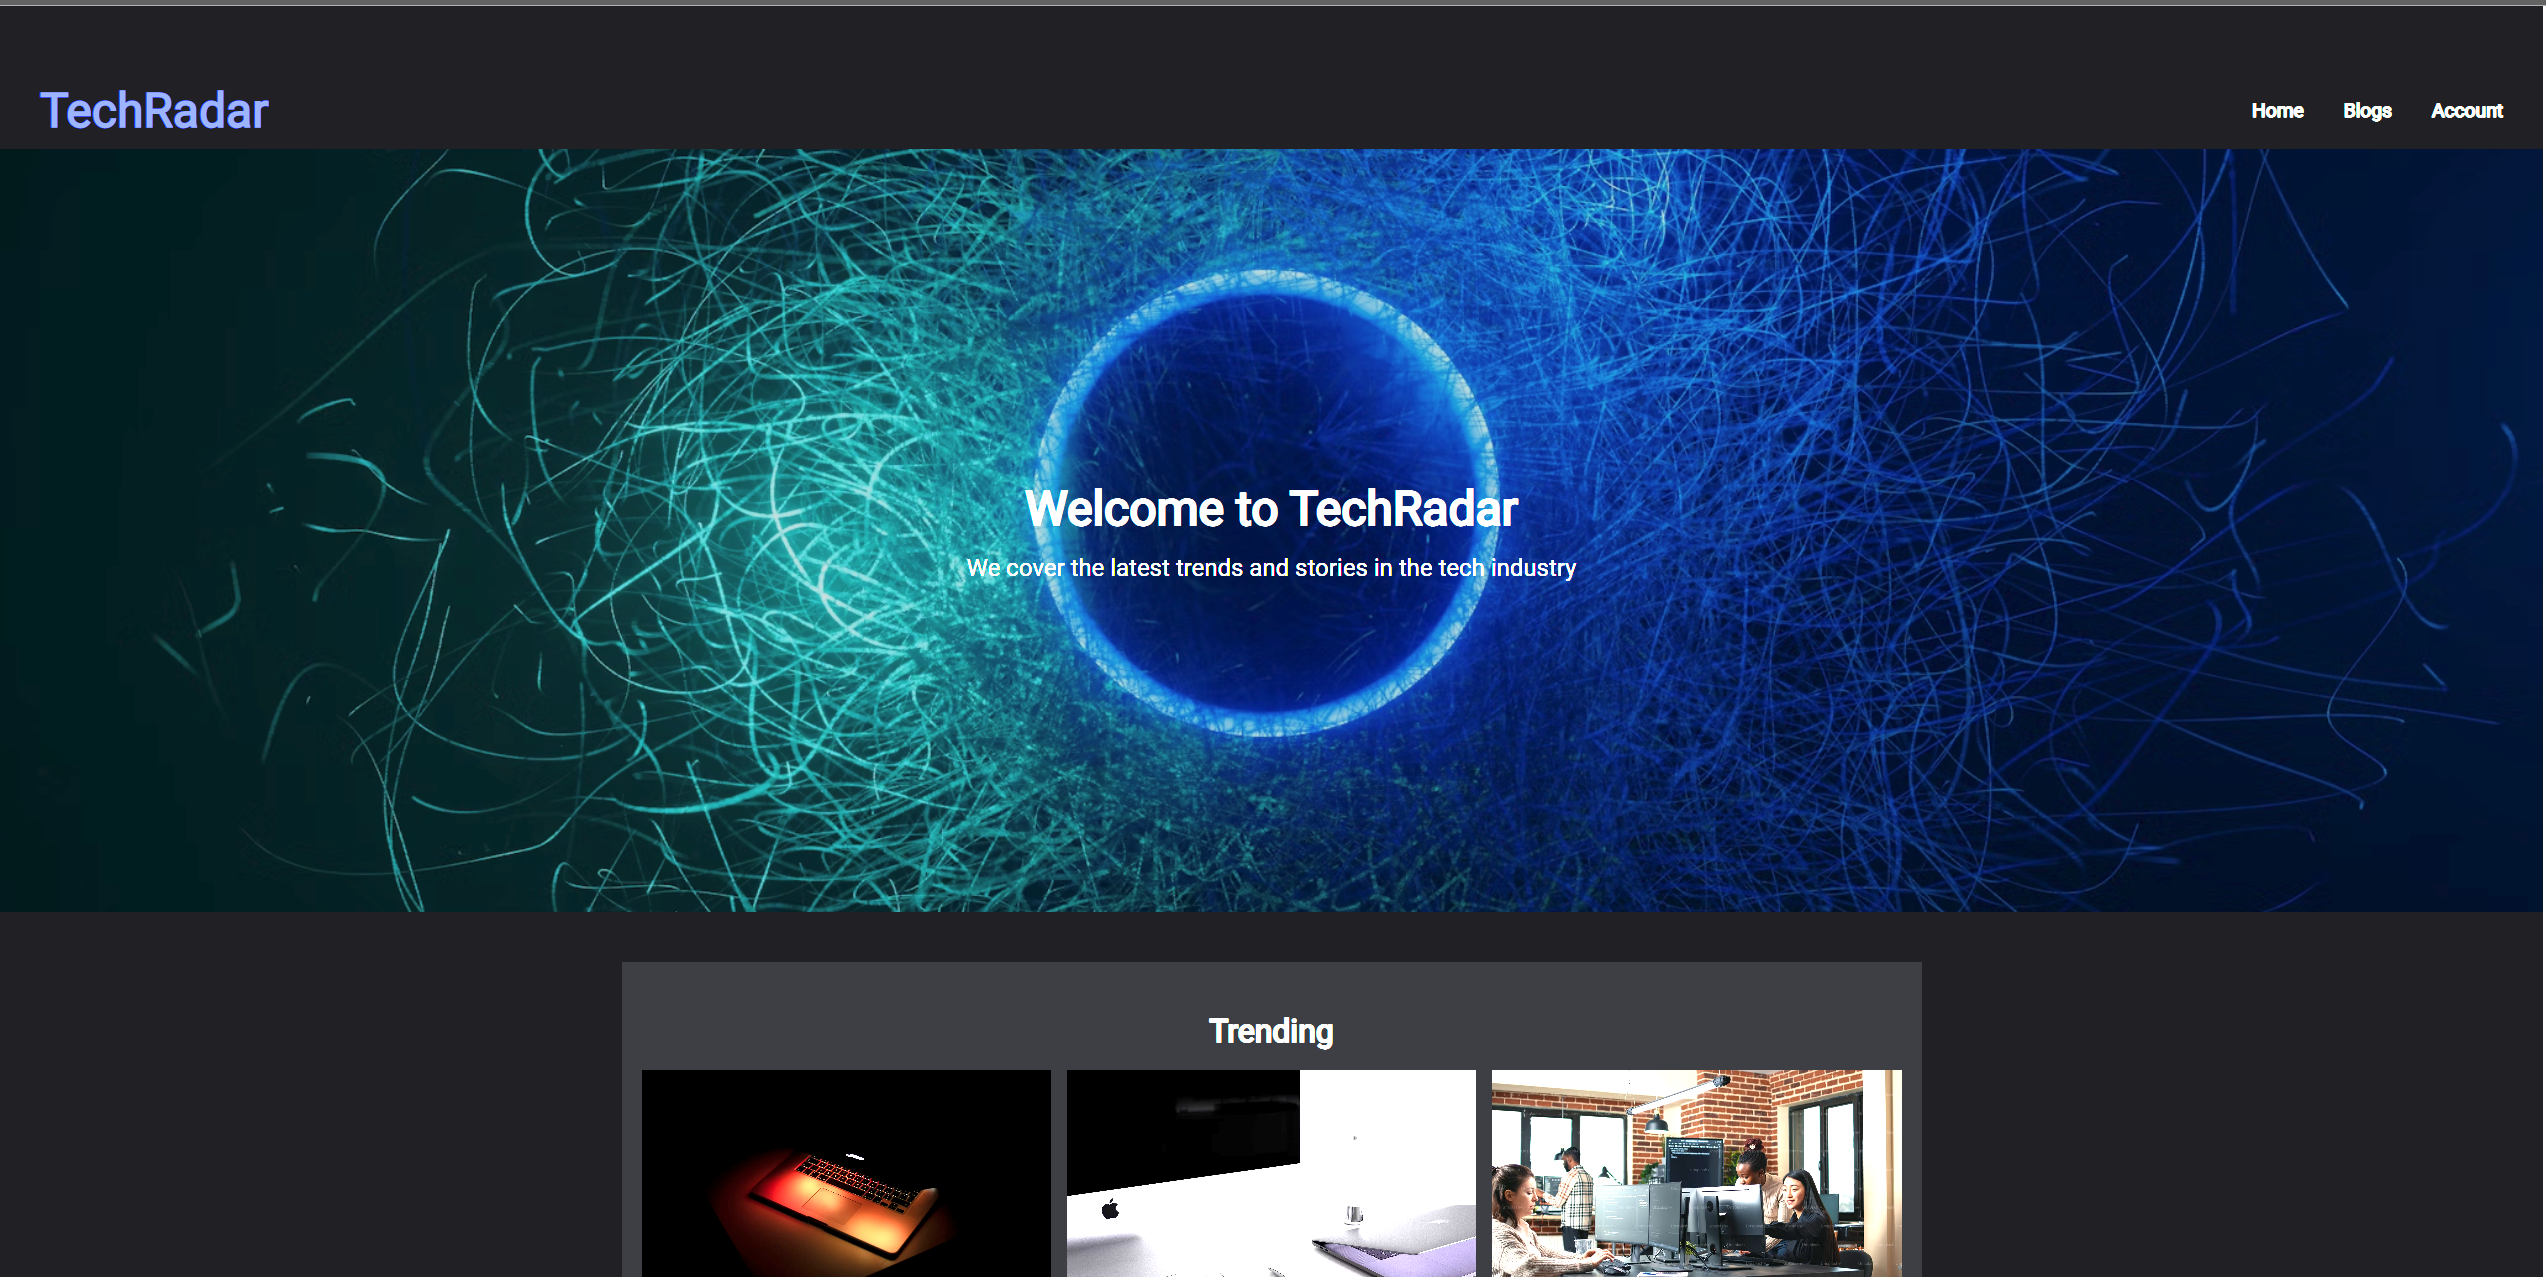 TechRadar
Home Blogs Account
Welcome to TechRadar
We cover the latest trends and stories in the tech industry
Trending